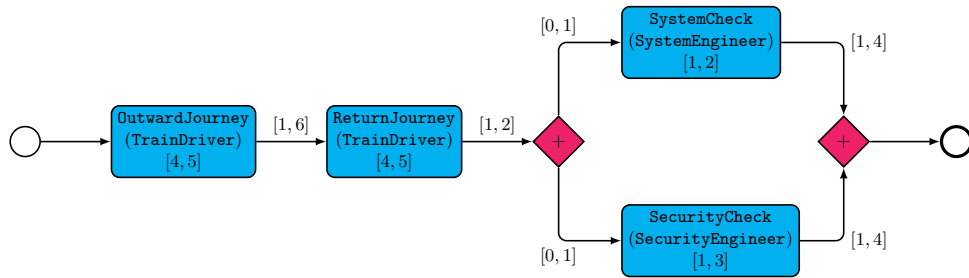 OutwardJourney
(TrainDriver)
[4, 5]
[1, 6]
ReturnJourney
(TrainDriver)
[4, 5]
[1, 2]
+
[0, 1]
SystemCheck
(SystemEngineer)
[1, 2]
[1, 4]
[0, 1]
SecurityCheck
(SecurityEngineer)
[1, 3]
[1, 4]
+